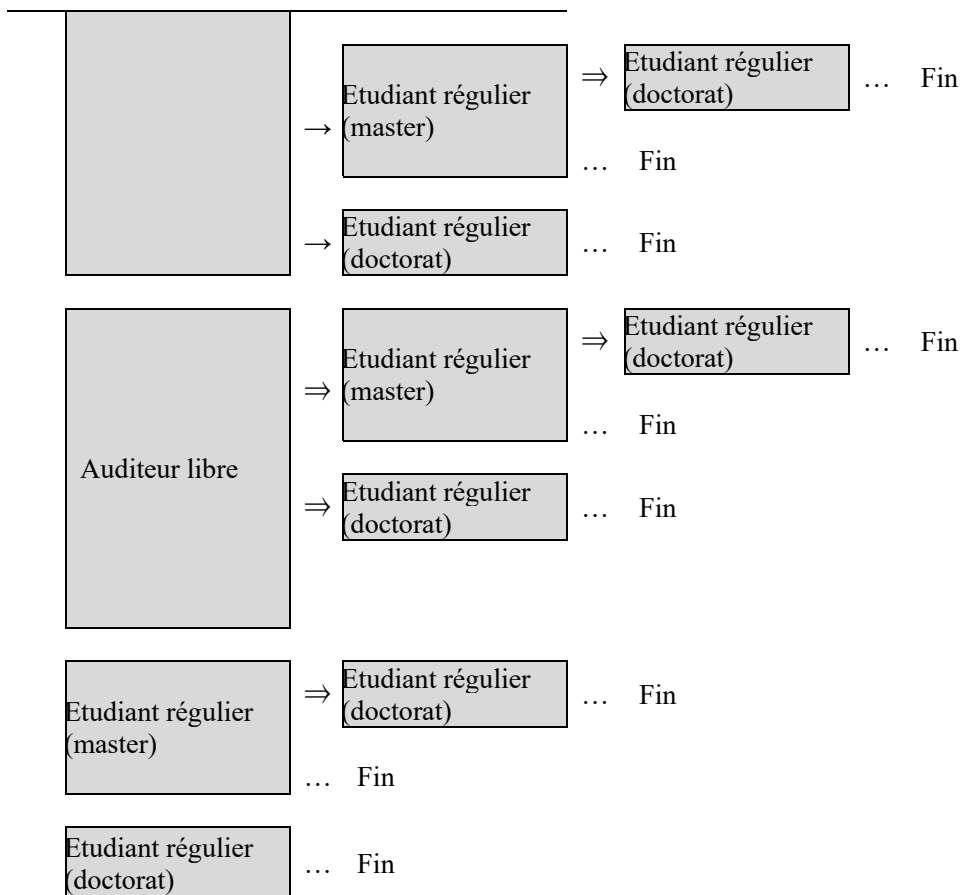 ⇒ Etudiant régulier
(doctorat) … Fin
→ Etudiant régulier
(master)
… Fin
→ Etudiant régulier
(doctorat) … Fin
⇒ Etudiant régulier
(doctorat) … Fin
⇒ Etudiant régulier
(master)
… Fin
Auditeur libre
⇒ Etudiant régulier
(doctorat) … Fin
Etudiant régulier
(master)
⇒ Etudiant régulier
(doctorat) … Fin
… Fin
Etudiant régulier
(doctorat) … Fin